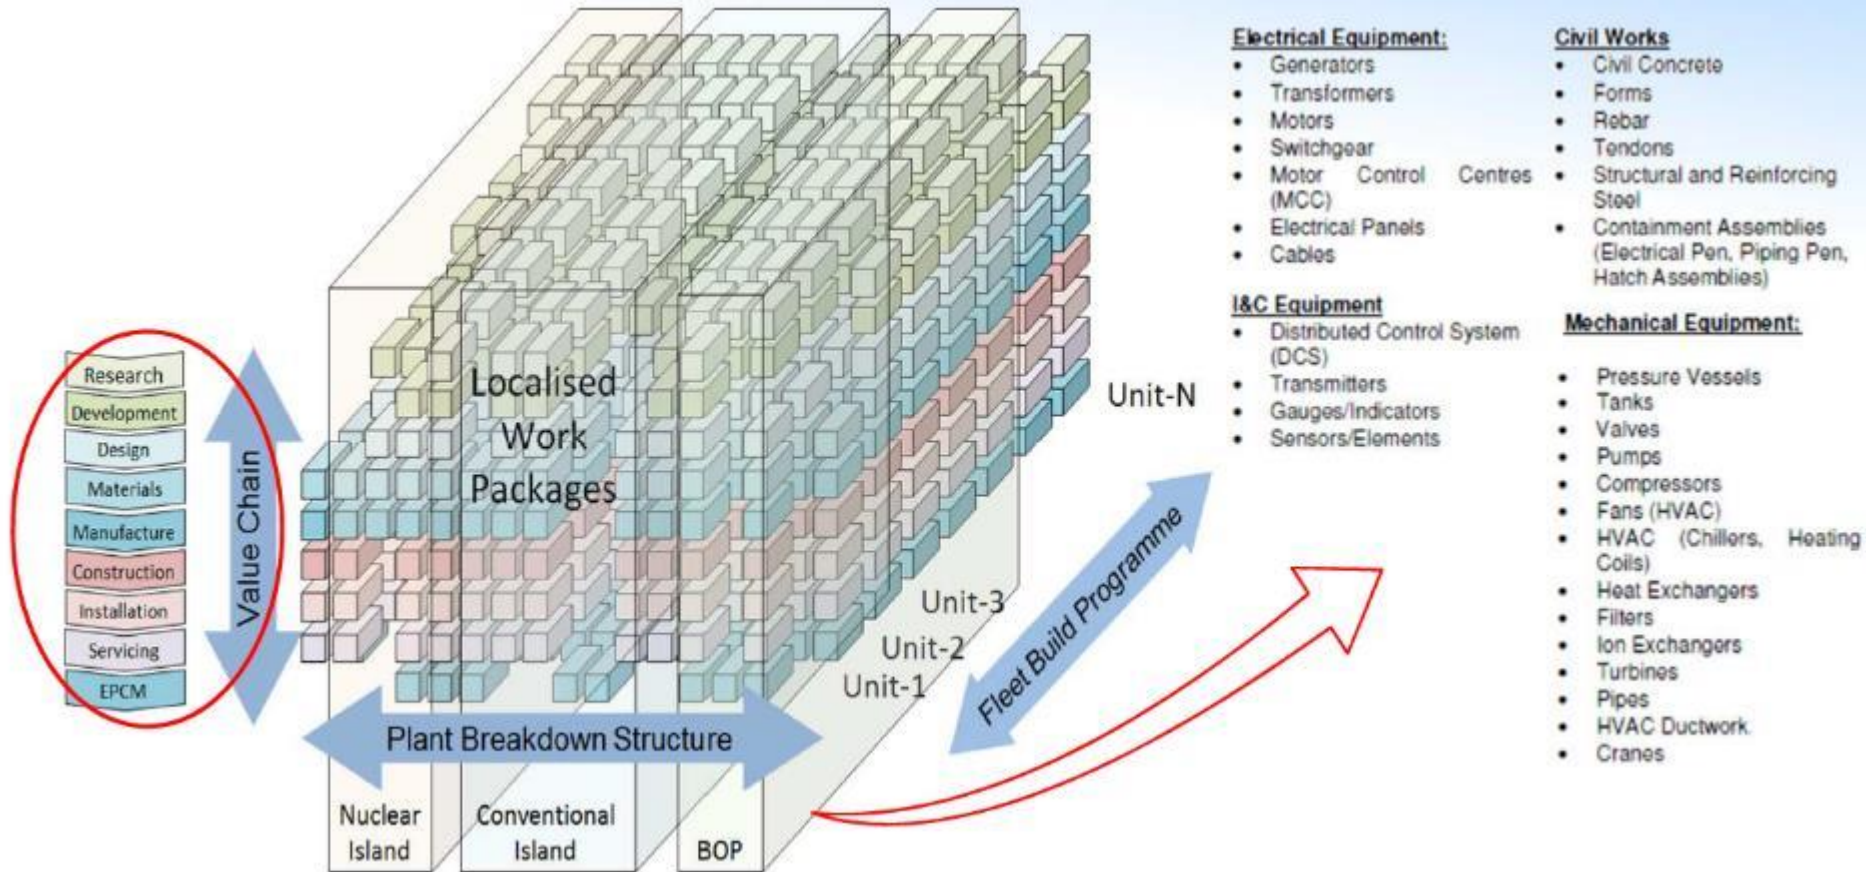 Research
Development
Design
Materials
Manufacture
Construction
Installation
Servicing
EPCM
Value Chain
Localised
Work
Packages
Plant Breakdown Structure
Nuclear
Island
Conventional
Island
BOP
Unit-1
Unit-2
Unit-3
Unit-N
Fleet Build Programme
Electrical Equipment:
• Generators
• Transformers
• Motors
• Switchgear
• Motor Control Centres
(MCC)
• Electrical Panels
• Cables
I&C Equipment
• Distributed Control System
(DCS)
• Transmitters
• Gauges/Indicators
• Sensors/Elements
Civil Works
• Civil Concrete
• Forms
• Rebar
• Tendons
• Structural and Reinforcing
Steel
• Containment Assemblies
(Electrical Pen, Piping Pen,
Hatch Assemblies)
Mechanical Equipment:
• Pressure Vessels
• Tanks
• Valves
• Pumps
• Compressors
• Fans (HVAC)
• HVAC (Chillers, Heating
Coils)
• Heat Exchangers
• Filters
• Ion Exchangers
• Turbines
• Pipes
• HVAC Ductwork
• Cranes